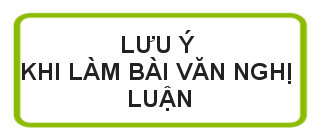 LƯU Ý
KHI LÀM BÀI VĂN NGHỊ
LUẬN